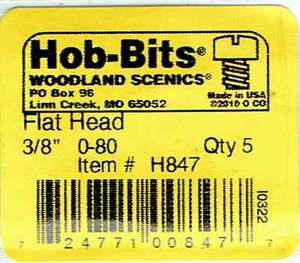 Hob-Bits®
WOODLAND SCENICS®
PO Box 98
Linn Creek, MO 65052
Made in USA
©2010 O CO
Flat Head
3/8" 0-80 Qty 5
Item # H847
10322
7 24771 00847 7